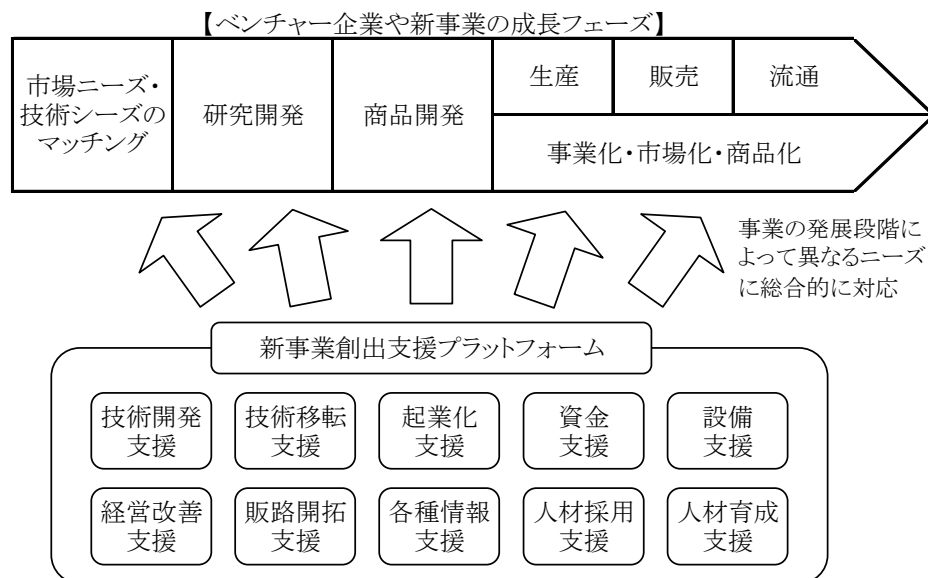 【ベンチャー企業や新事業の成長フェーズ】
市場ニーズ・
技術シーズの
マッチング
研究開発
商品開発
生産
販売
流通
事業化・市場化・商品化
事業の発展段階に
よって異なるニーズ
に総合的に対応
新事業創出支援プラットフォーム
技術開発
支援
技術移転
支援
起業化
支援
資金
支援
設備
支援
経営改善
支援
販路開拓
支援
各種情報
支援
人材採用
支援
人材育成
支援